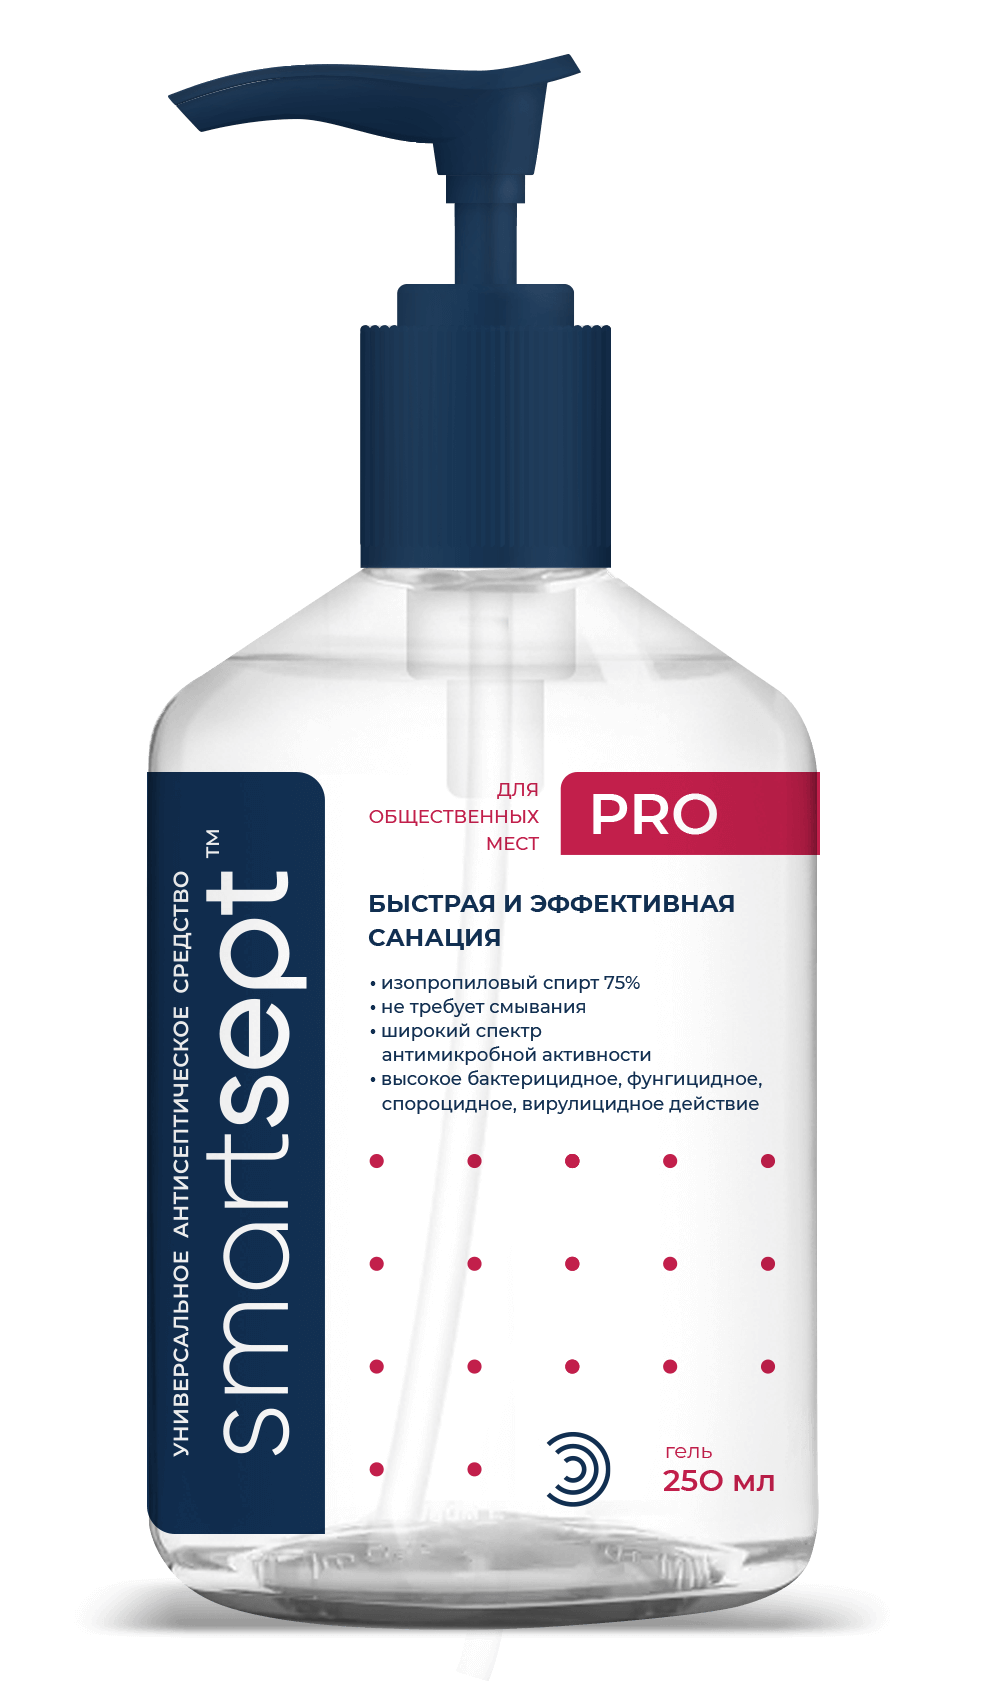 УНИВЕРСАЛЬНОЕ АНТИСЕПТИЧЕСКОЕ СРЕДСТВО
smartsept™
ДЛЯ
ОБЩЕСТВЕННЫХ
МЕСТ
PRO
БЫСТРАЯ И ЭФФЕКТИВНАЯ
САНАЦИЯ
• изопропиловый спирт 75%
• не требует смывания
• широкий спектр
антимикробной активности
• высокое бактерицидное, фунгицидное,
спороцидное, вирулицидное действие
гель
250 мл